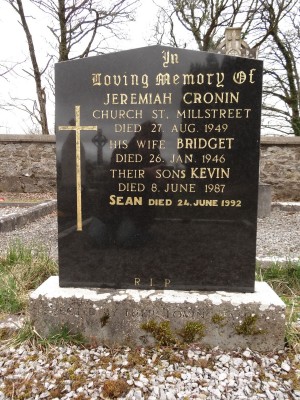 In
Loving Memory Of
JEREMIAH CRONIN
CHURCH ST. MILLSTREET
DIED 27 AUG. 1949
HIS WIFE BRIDGET
DIED 26 JAN. 1946
THEIR SONS KEVIN
DIED 8 JUNE 1987
SEAN DIED 24 JUNE 1992
R I P